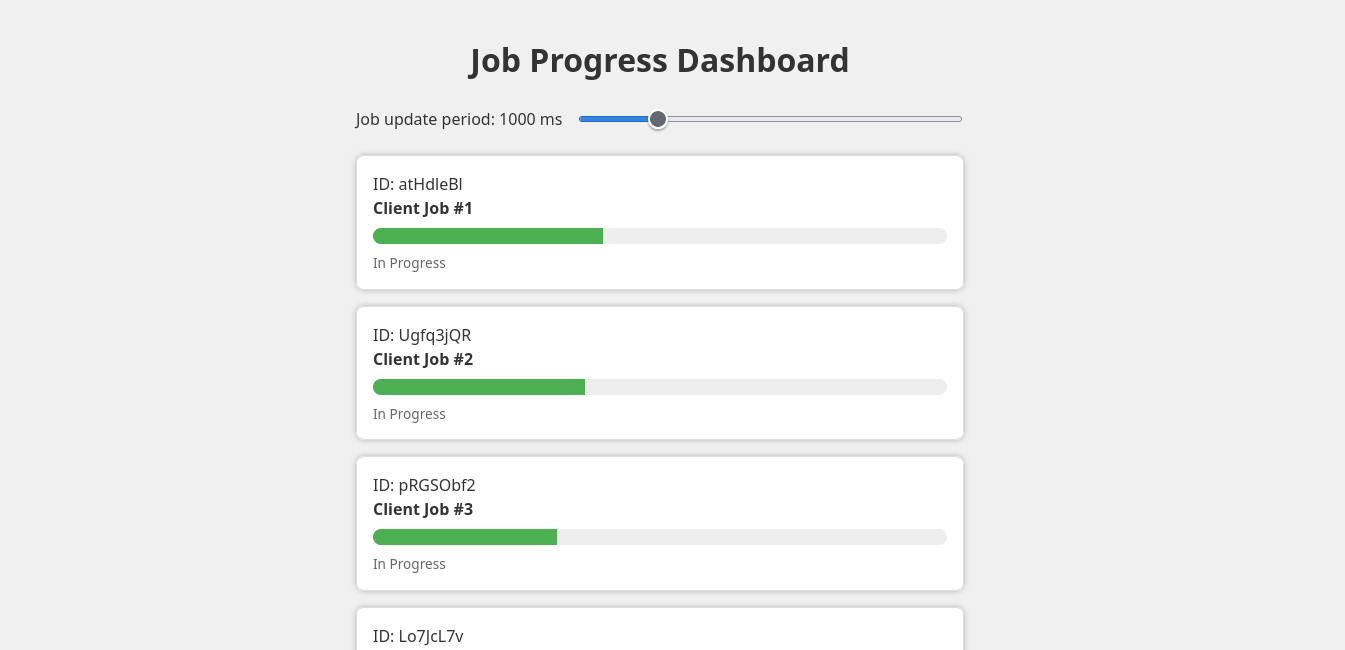 Job Progress Dashboard
Job update period: 1000 ms
ID: atHdleBl
Client Job #1
In Progress
ID: Ugfq3jQR
Client Job #2
In Progress
ID: pRGSObf2
Client Job #3
In Progress
ID: Lo7JcL7v